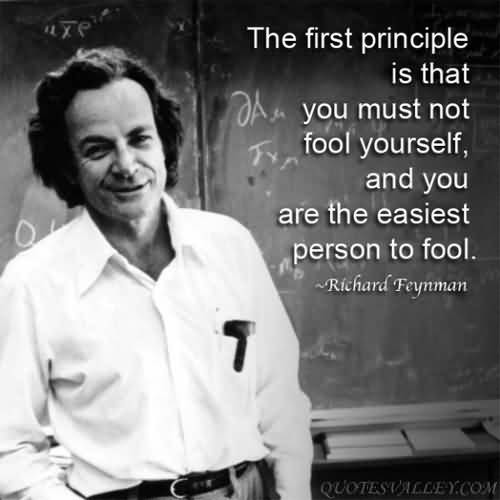 The first principle
is that
you must not
fool yourself,
and you
are the easiest
person to fool.
~Richard Feynman
QUOTESVALLEY.COM